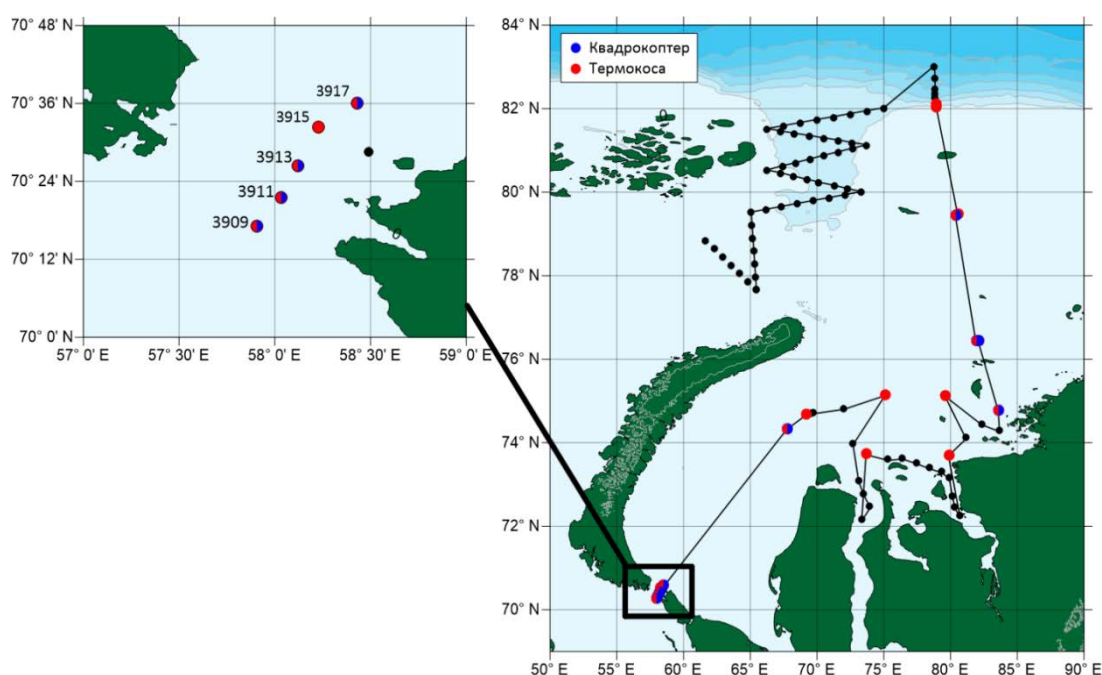 70° 48' N
70° 36' N
70° 24' N
70° 12' N
70° 0' N
57° 0' E
57° 30' E
58° 0' E
58° 30' E
59° 0' E
3917
3915
3913
3911
3909
Квадрокоптер
Термокоса
84° N
82° N
80° N
78° N
76° N
74° N
72° N
70° N
50° E
60° E
65° E
70° E
75° E
80° E
85° E
90° E